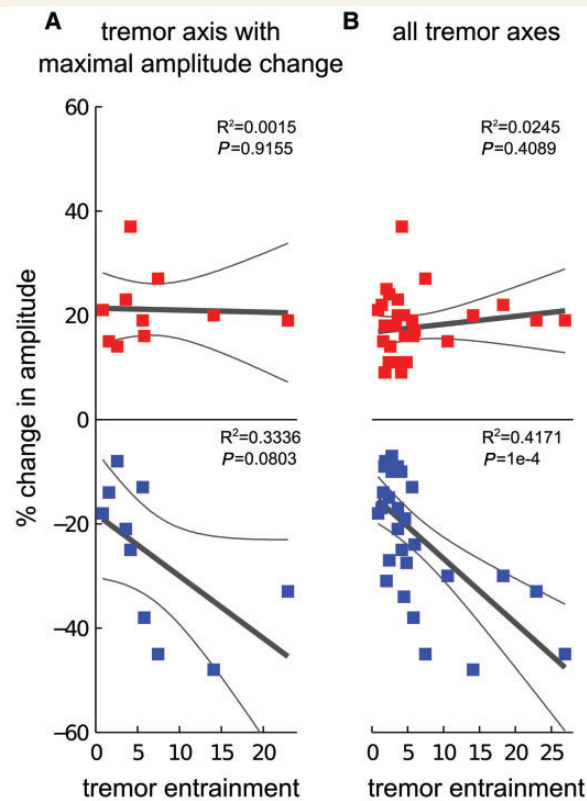 A
tremor axis with
maximal amplitude change
B
all tremor axes
% change in amplitude
60
40
20
0
−20
−40
−60
R²=0.0015
P=0.9155
R²=0.0245
P=0.4089
R²=0.3336
P=0.0803
R²=0.4171
P=1e-4
0 5 10 15 20
0 5 10 15 20 25
tremor entrainment
tremor entrainment